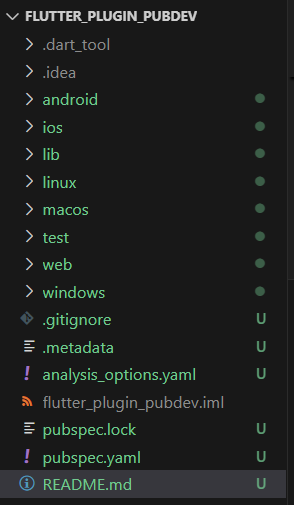 FLUTTER_PLUGIN_PUBDEV
.dart_tool
.idea
android
ios
lib
linux
macos
test
web
windows
.gitignore U
.metadata U
analysis_options.yaml U
flutter_plugin_pubdev.iml
pubspec.lock U
pubspec.yaml U
README.md U